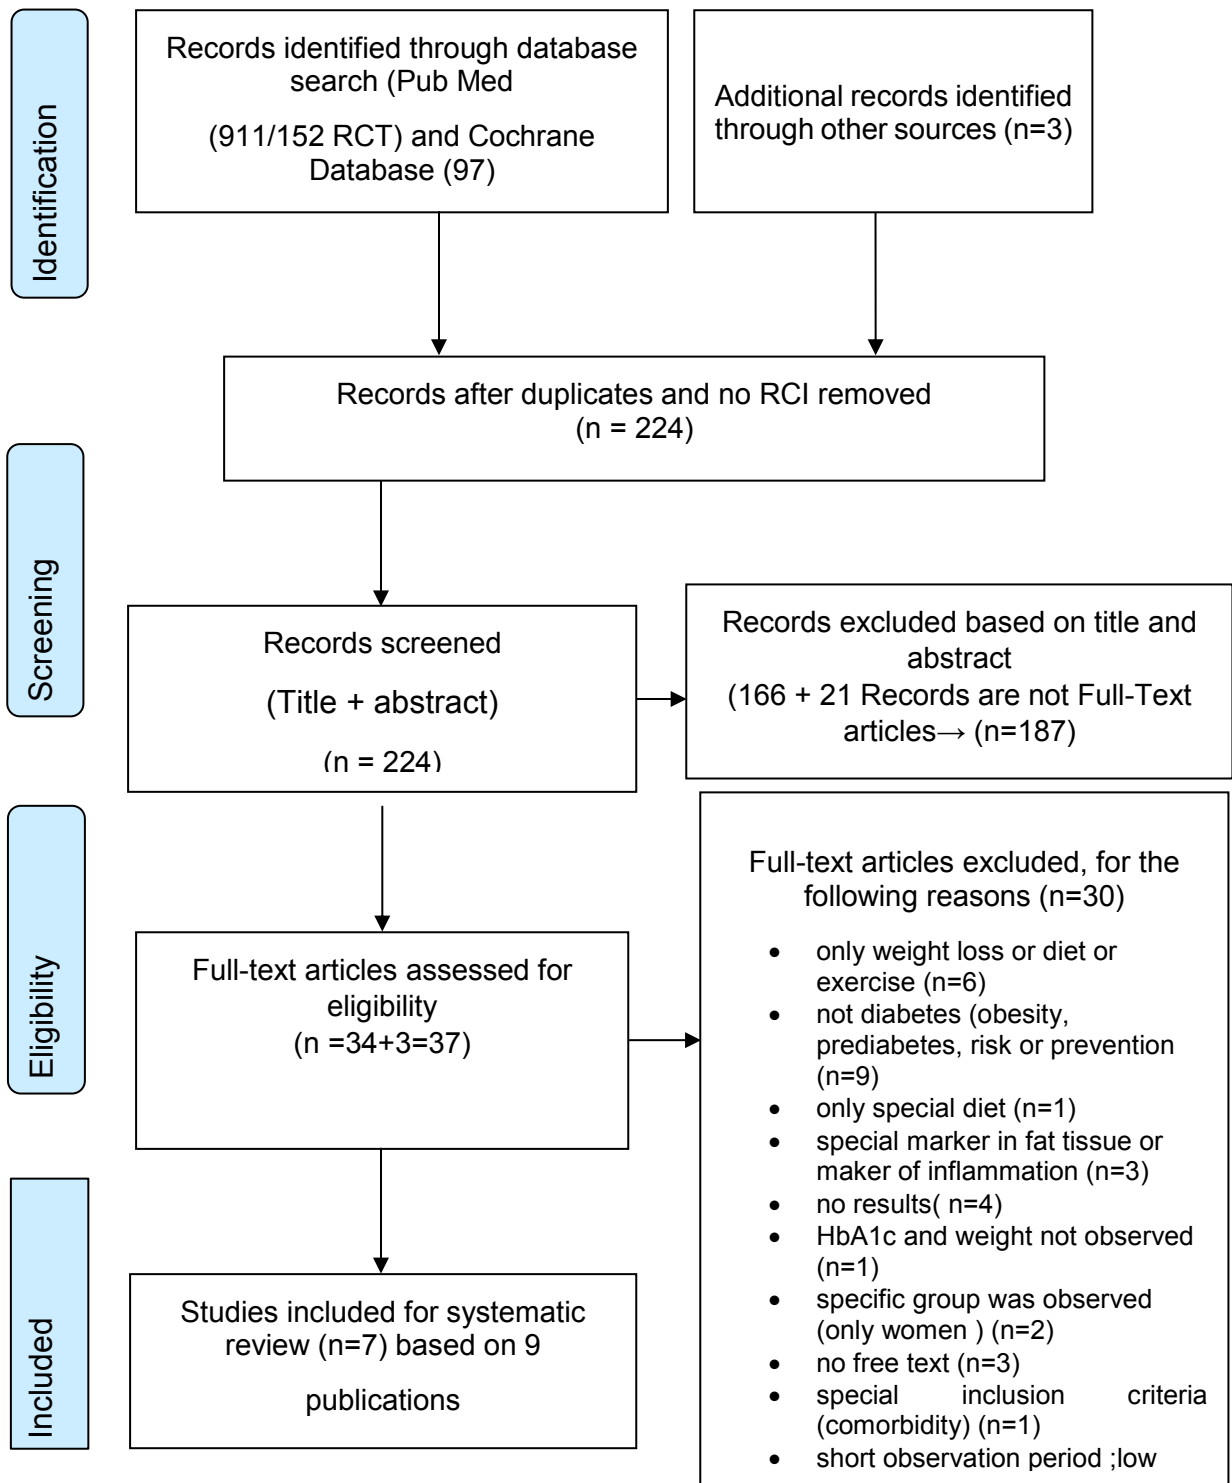 Identification
Records identified through database
search (Pub Med
(911/152 RCT) and Cochrane
Database (97)
Additional records identified
through other sources (n=3)
Records after duplicates and no RCI removed
(n = 224)
Screening
Records screened
(Title + abstract)
(n = 224)
Records excluded based on title and
abstract
(166 + 21 Records are not Full-Text
articles→ (n=187)
Eligibility
Full-text articles assessed for
eligibility
(n =34+3=37)
Full-text articles excluded, for the
following reasons (n=30)
• only weight loss or diet or
exercise (n=6)
• not diabetes (obesity,
prediabetes, risk or prevention
(n=9)
• only special diet (n=1)
• special marker in fat tissue or
maker of inflammation (n=3)
• no results( n=4)
• HbA1c and weight not observed
(n=1)
• specific group was observed
(only women ) (n=2)
• no free text (n=3)
• special inclusion criteria
(comorbidity) (n=1)
• short observation period ;low
Included
Studies included for systematic
review (n=7) based on 9
publications